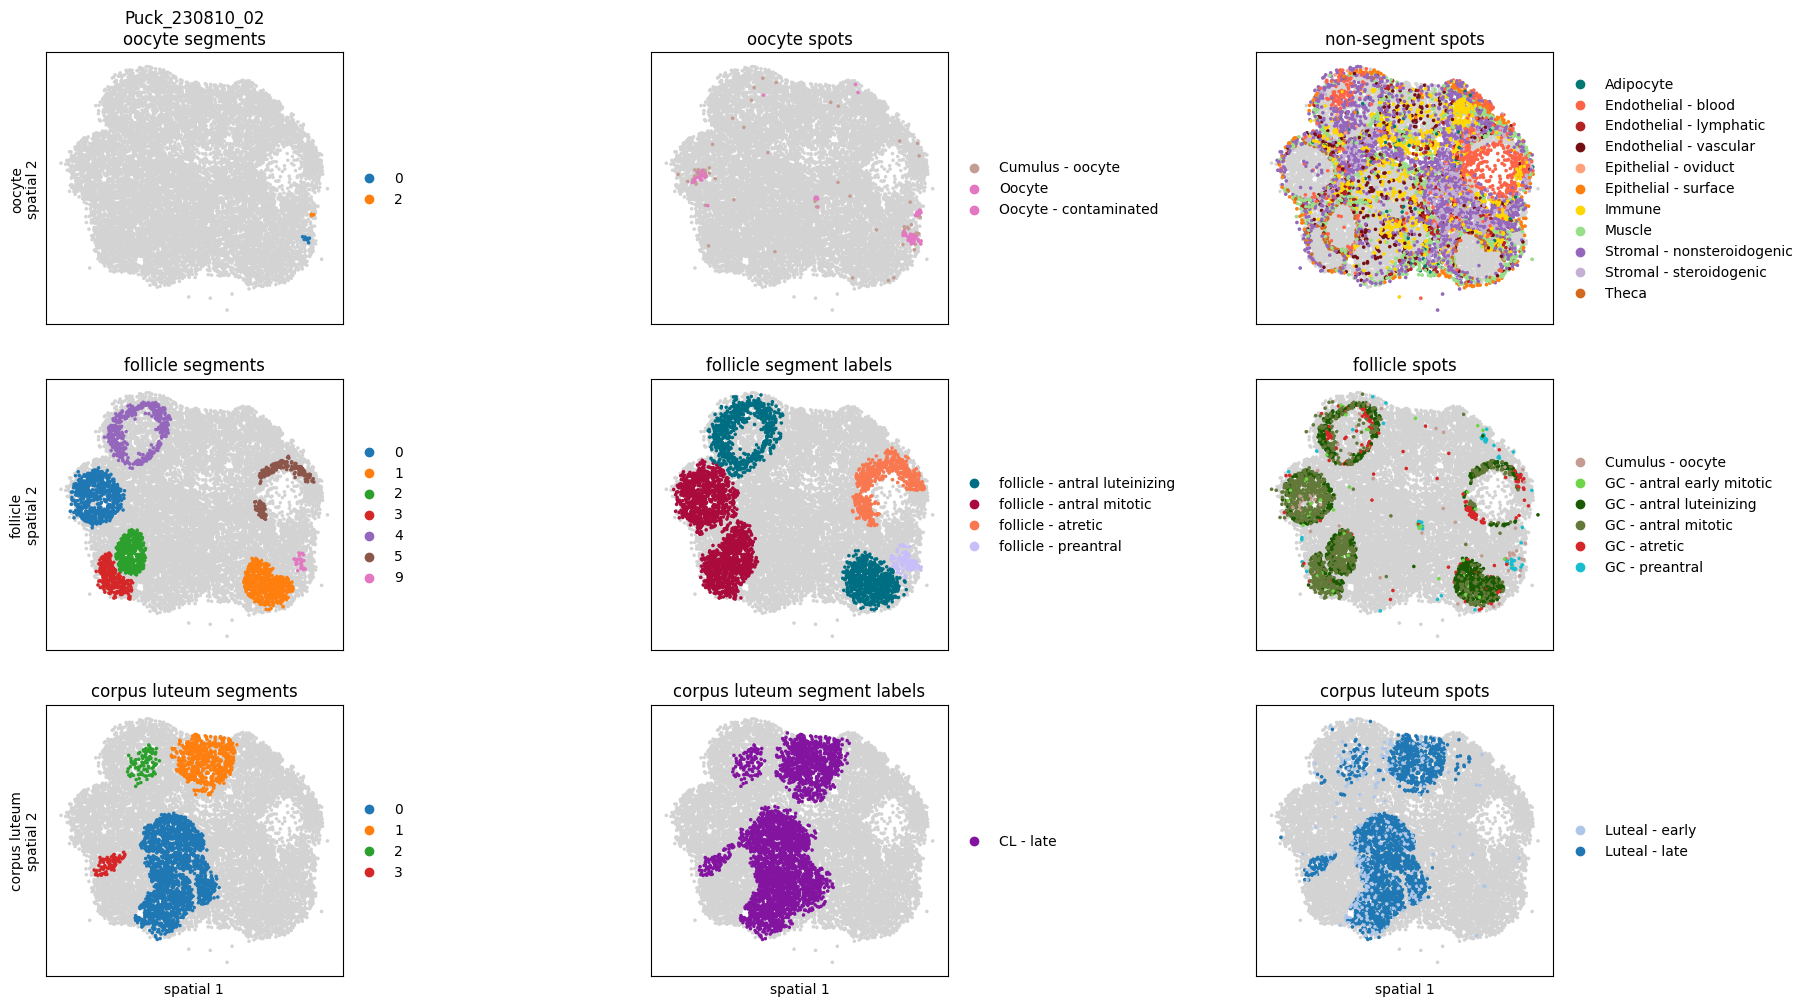 Puck_230810_02
oocyte segments
oocyte
spatial 2
0
2
oocyte spots
Cumulus - oocyte
Oocyte
Oocyte - contaminated
non-segment spots
Adipocyte
Endothelial - blood
Endothelial - lymphatic
Endothelial - vascular
Epithelial - oviduct
Epithelial - surface
Immune
Muscle
Stromal - nonsteroidogenic
Stromal - steroidogenic
Theca
follicle segments
follicle
spatial 2
0
1
2
3
4
5
9
follicle segment labels
follicle - antral luteinizing
follicle - antral mitotic
follicle - atretic
follicle - preantral
follicle spots
Cumulus - oocyte
GC - antral early mitotic
GC - antral luteinizing
GC - antral mitotic
GC - atretic
GC - preantral
corpus luteum segments
corpus luteum
spatial 2
0
1
2
3
spatial 1
corpus luteum segment labels
CL - late
spatial 1
corpus luteum spots
Luteal - early
Luteal - late
spatial 1